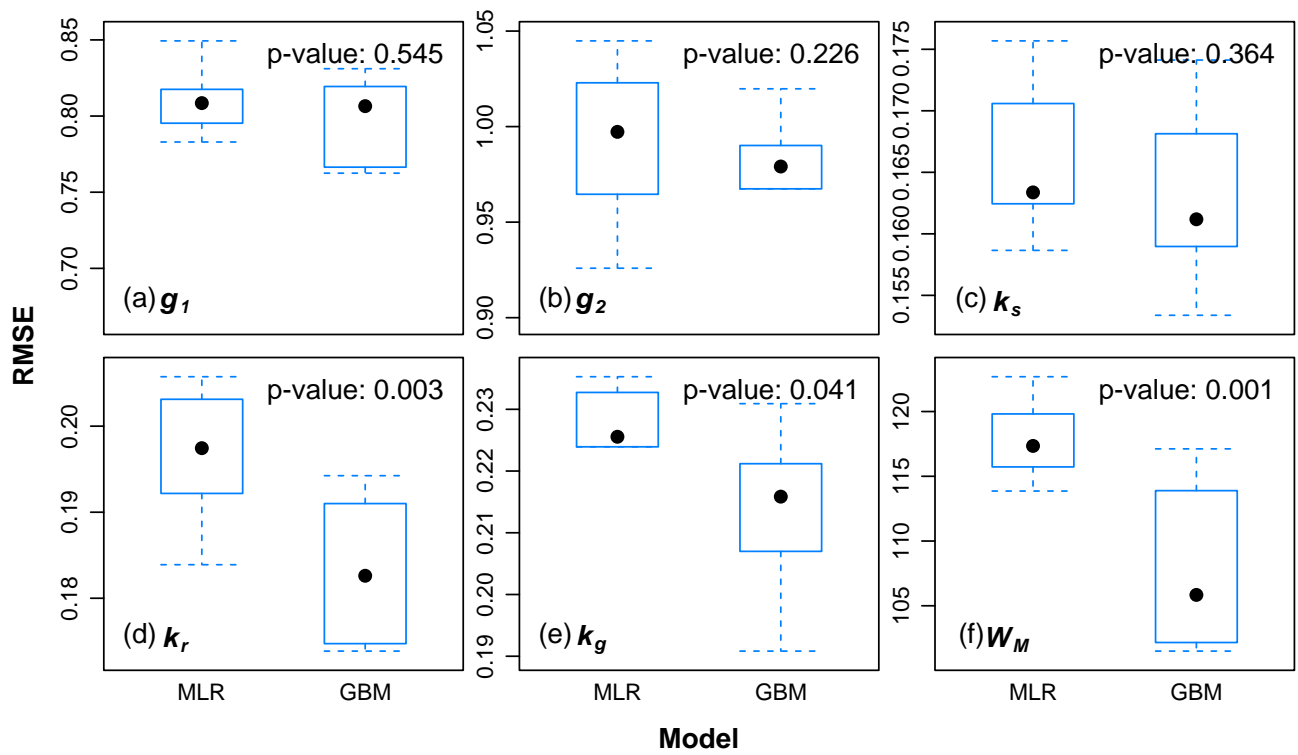 RMSE
0.85
0.80
0.75
0.70
p-value: 0.545
(a) g1
1.05
1.00
0.95
0.90
p-value: 0.226
(b) g2
0.175
0.170
0.165
0.160
0.155
p-value: 0.364
(c) ks
0.20
0.19
0.18
p-value: 0.003
(d) kr
MLR GBM
0.23
0.22
0.21
0.20
0.19
p-value: 0.041
(e) kg
MLR GBM
120
115
110
105
p-value: 0.001
(f) WM
MLR GBM
Model